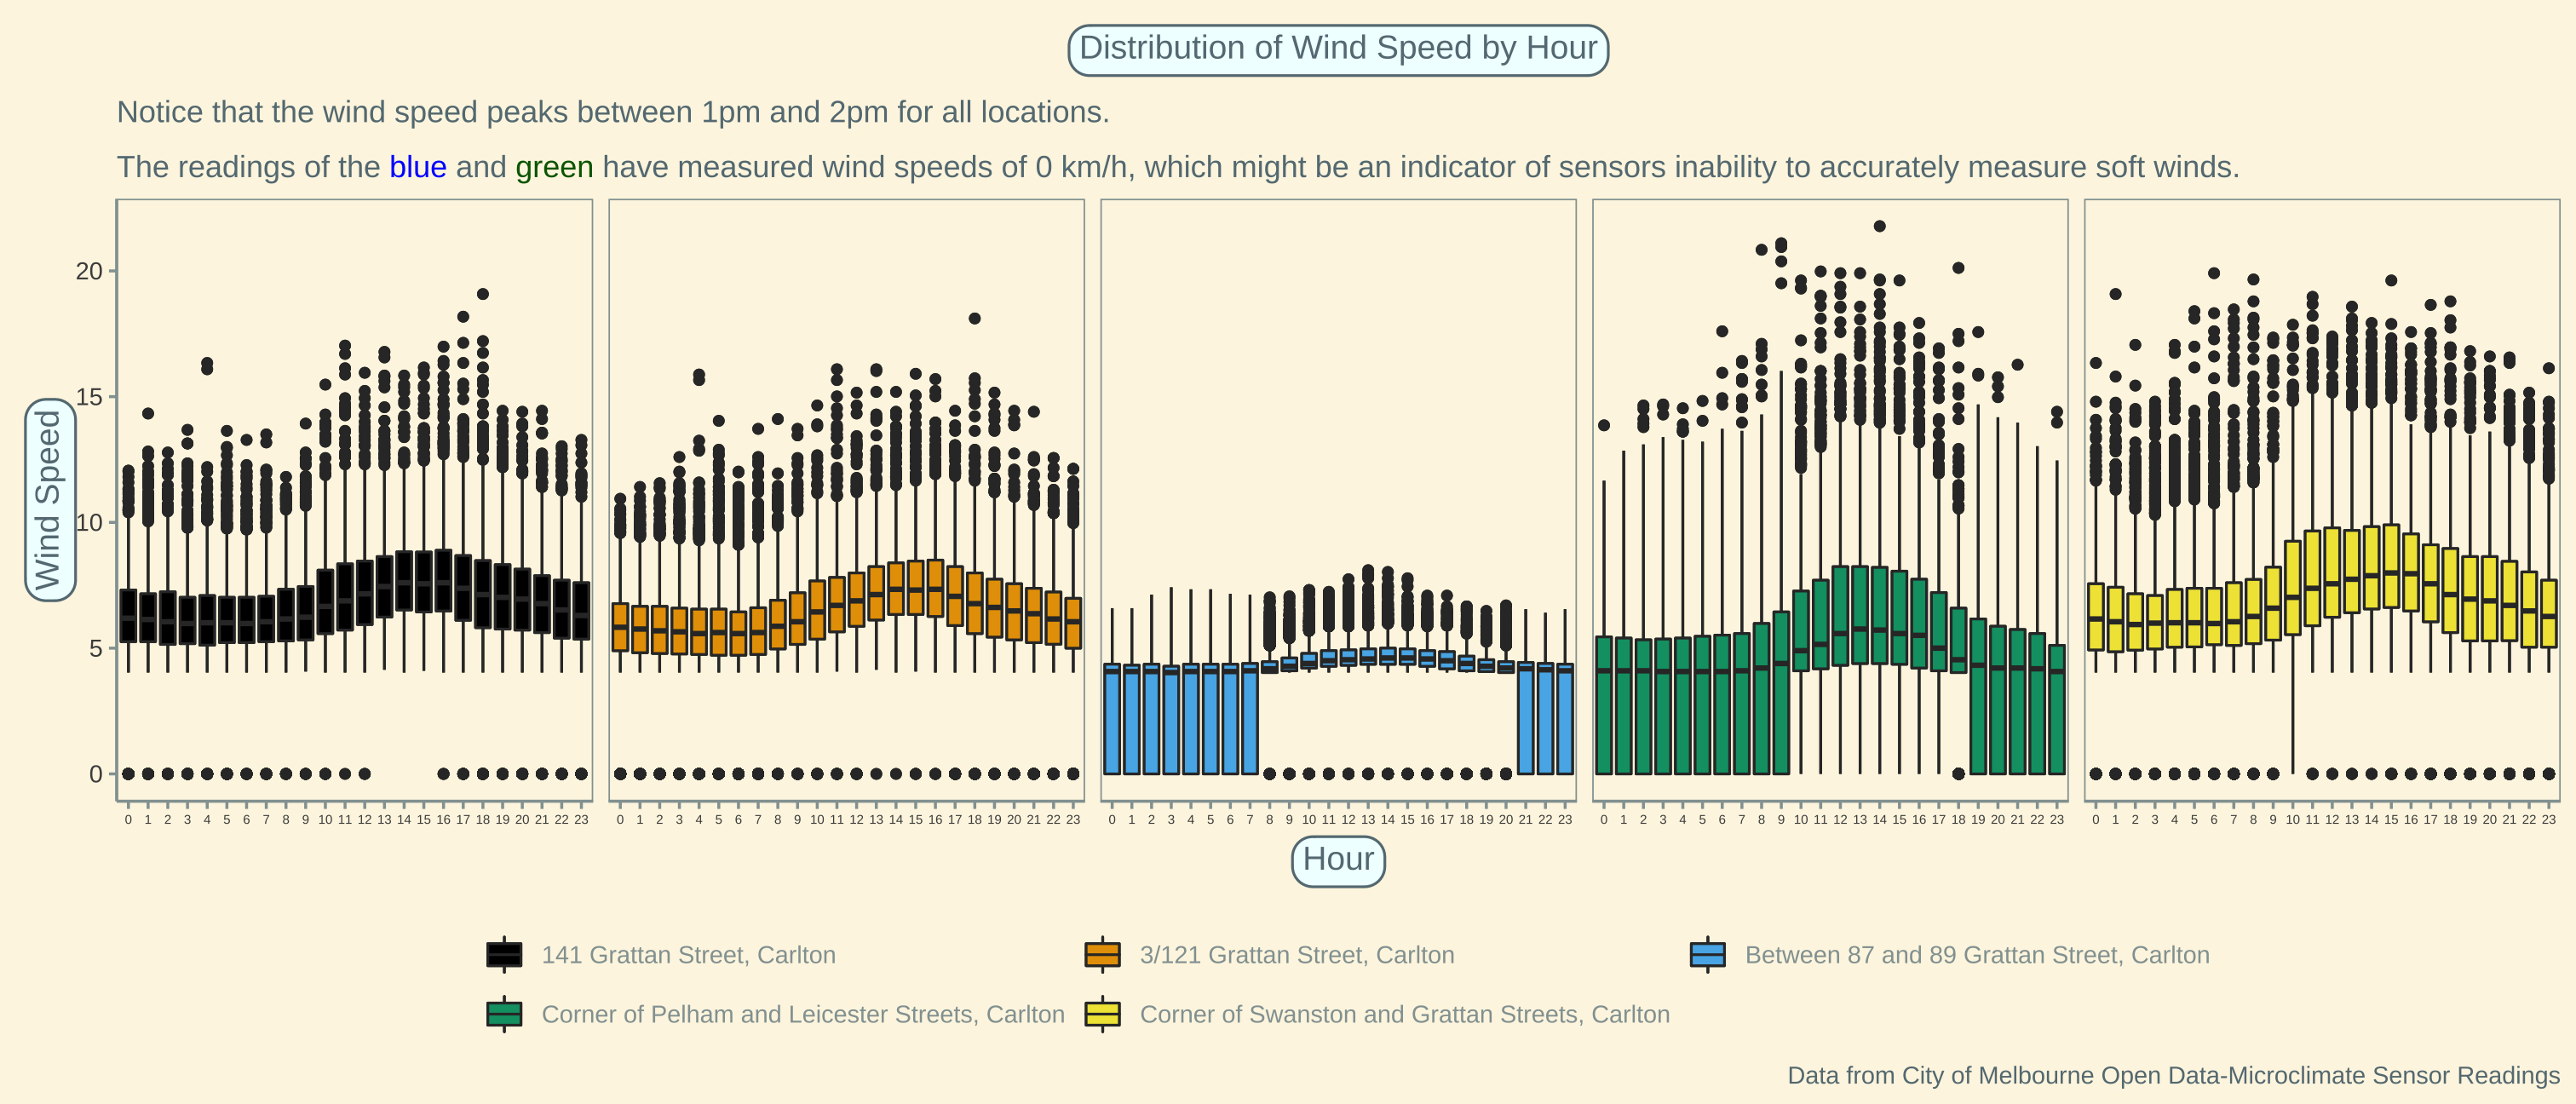 Distribution of Wind Speed by Hour
Notice that the wind speed peaks between 1pm and 2pm for all locations.
The readings of the blue and green have measured wind speeds of 0 km/h, which might be an indicator of sensors inability to accurately measure soft winds.
Wind Speed
20
15
10
5
0
0 1 2 3 4 5 6 7 8 9 10 11 12 13 14 15 16 17 18 19 20 21 22 23
0 1 2 3 4 5 6 7 8 9 10 11 12 13 14 15 16 17 18 19 20 21 22 23
0 1 2 3 4 5 6 7 8 9 10 11 12 13 14 15 16 17 18 19 20 21 22 23
0 1 2 3 4 5 6 7 8 9 10 11 12 13 14 15 16 17 18 19 20 21 22 23
0 1 2 3 4 5 6 7 8 9 10 11 12 13 14 15 16 17 18 19 20 21 22 23
Hour
141 Grattan Street, Carlton
3/121 Grattan Street, Carlton
Between 87 and 89 Grattan Street, Carlton
Corner of Pelham and Leicester Streets, Carlton
Corner of Swanston and Grattan Streets, Carlton
Data from City of Melbourne Open Data-Microclimate Sensor Readings